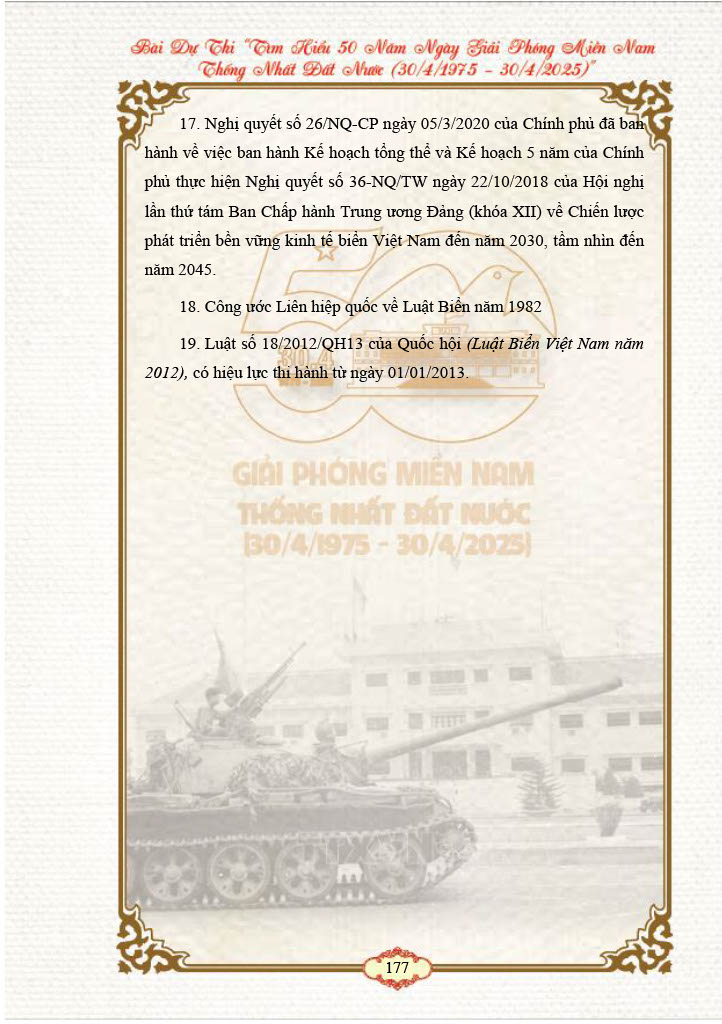 Bài Dự Thi "Tìm Hiểu 50 Năm Ngày Giải Phóng Miền Nam
Thống Nhất Đất Nước (30/4/1975 - 30/4/2025)"
17. Nghị quyết số 26/NQ-CP ngày 05/3/2020 của Chính phủ đã ban
hành về việc ban hành Kế hoạch tổng thể và Kế hoạch 5 năm của Chính
phủ thực hiện Nghị quyết số 36-NQ/TW ngày 22/10/2018 của Hội nghị
lần thứ tám Ban Chấp hành Trung ương Đảng (khóa XII) về Chiến lược
phát triển bền vững kinh tế biển Việt Nam đến năm 2030, tầm nhìn đến
năm 2045.
18. Công ước Liên hiệp quốc về Luật Biển năm 1982
19. Luật số 18/2012/QH13 của Quốc hội (Luật Biển Việt Nam năm
2012), có hiệu lực thi hành từ ngày 01/01/2013.
50
30.4
GIẢI PHÓNG MIỀN NAM
THỐNG NHẤT ĐẤT NƯỚC
(30/4/1975 - 30/4/2025)
177